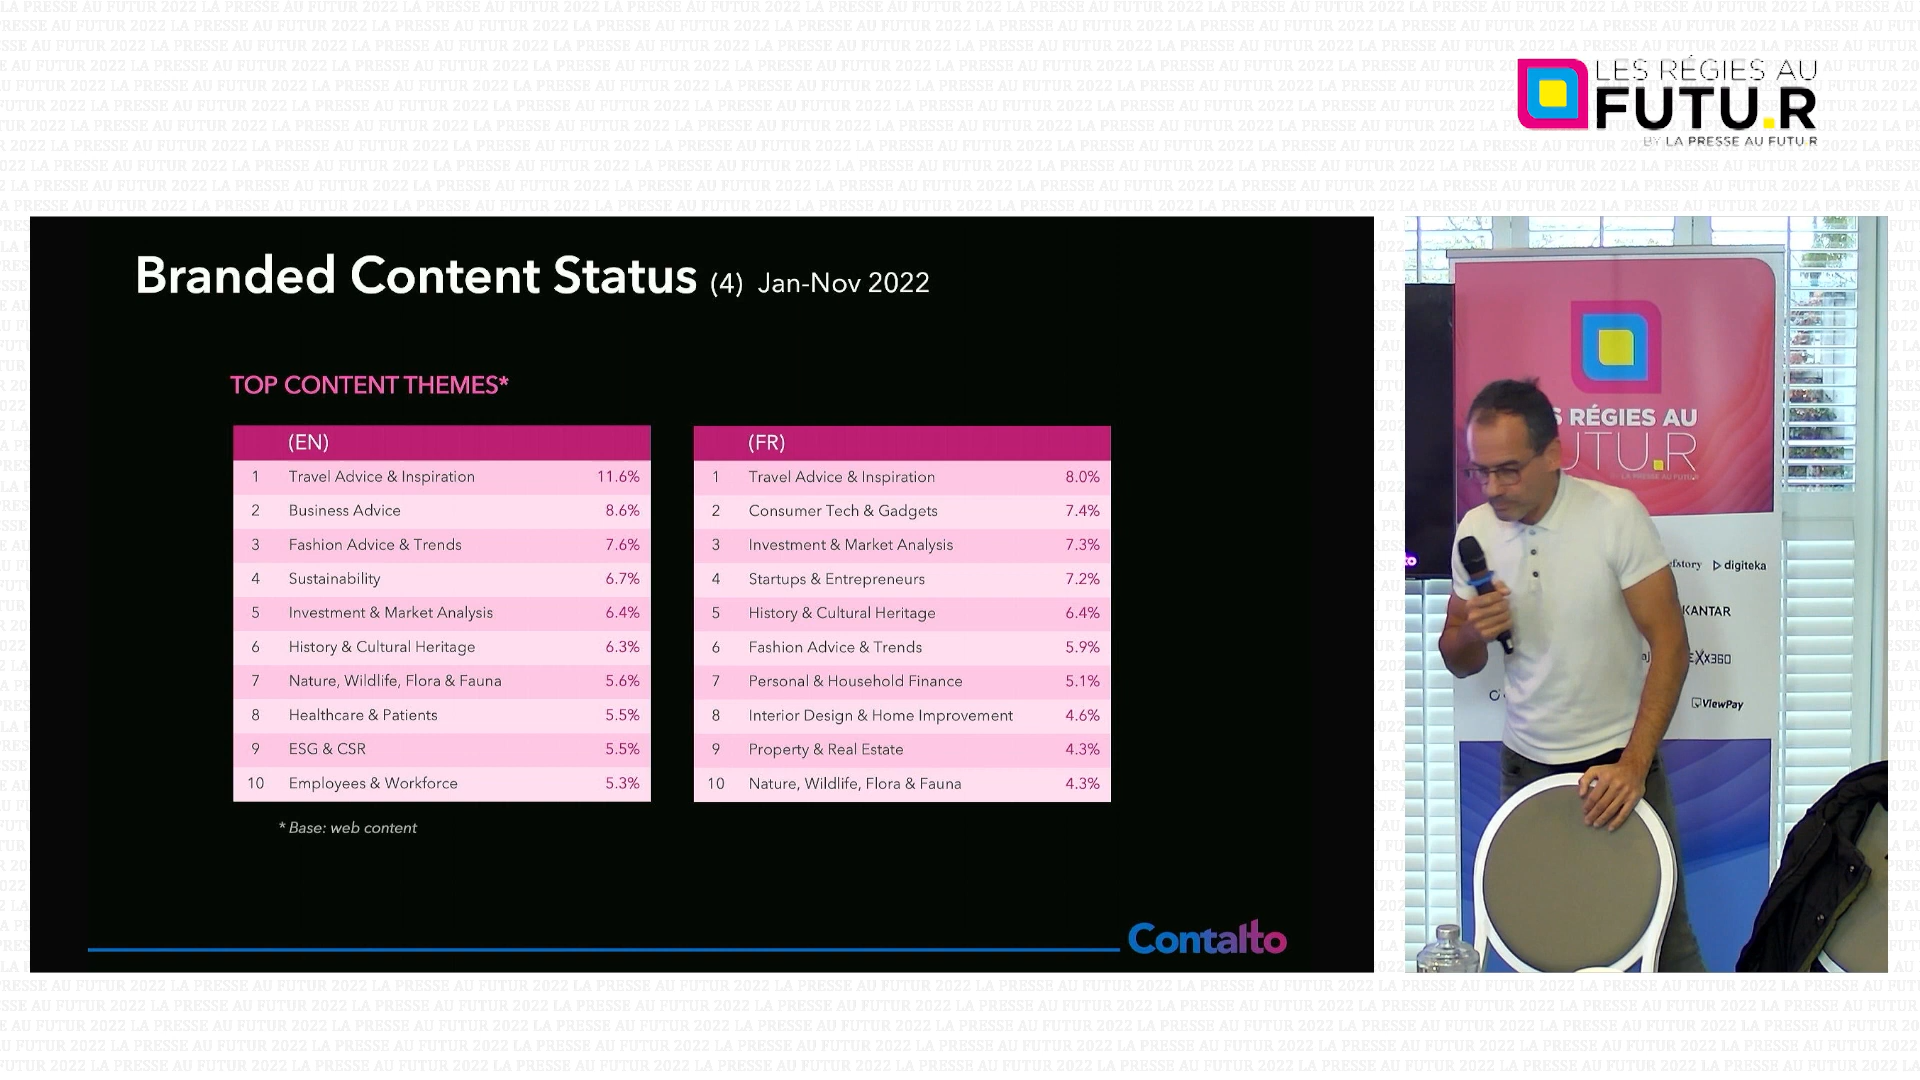 LES RÉGIES AU
FUTU.R
BY LA PRESSE AU FUTU.R
Branded Content Status (4) Jan-Nov 2022
TOP CONTENT THEMES*
(EN)
1 Travel Advice & Inspiration 11.6%
2 Business Advice 8.6%
3 Fashion Advice & Trends 7.6%
4 Sustainability 6.7%
5 Investment & Market Analysis 6.4%
6 History & Cultural Heritage 6.3%
7 Nature, Wildlife, Flora & Fauna 5.6%
8 Healthcare & Patients 5.5%
9 ESG & CSR 5.5%
10 Employees & Workforce 5.3%
(FR)
1 Travel Advice & Inspiration 8.0%
2 Consumer Tech & Gadgets 7.4%
3 Investment & Market Analysis 7.3%
4 Startups & Entrepreneurs 7.2%
5 History & Cultural Heritage 6.4%
6 Fashion Advice & Trends 5.9%
7 Personal & Household Finance 5.1%
8 Interior Design & Home Improvement 4.6%
9 Property & Real Estate 4.3%
10 Nature, Wildlife, Flora & Fauna 4.3%
* Base: web content
Contalto
RÉGIES AU
UTU.R
digiteka
KANTAR
ViewPay